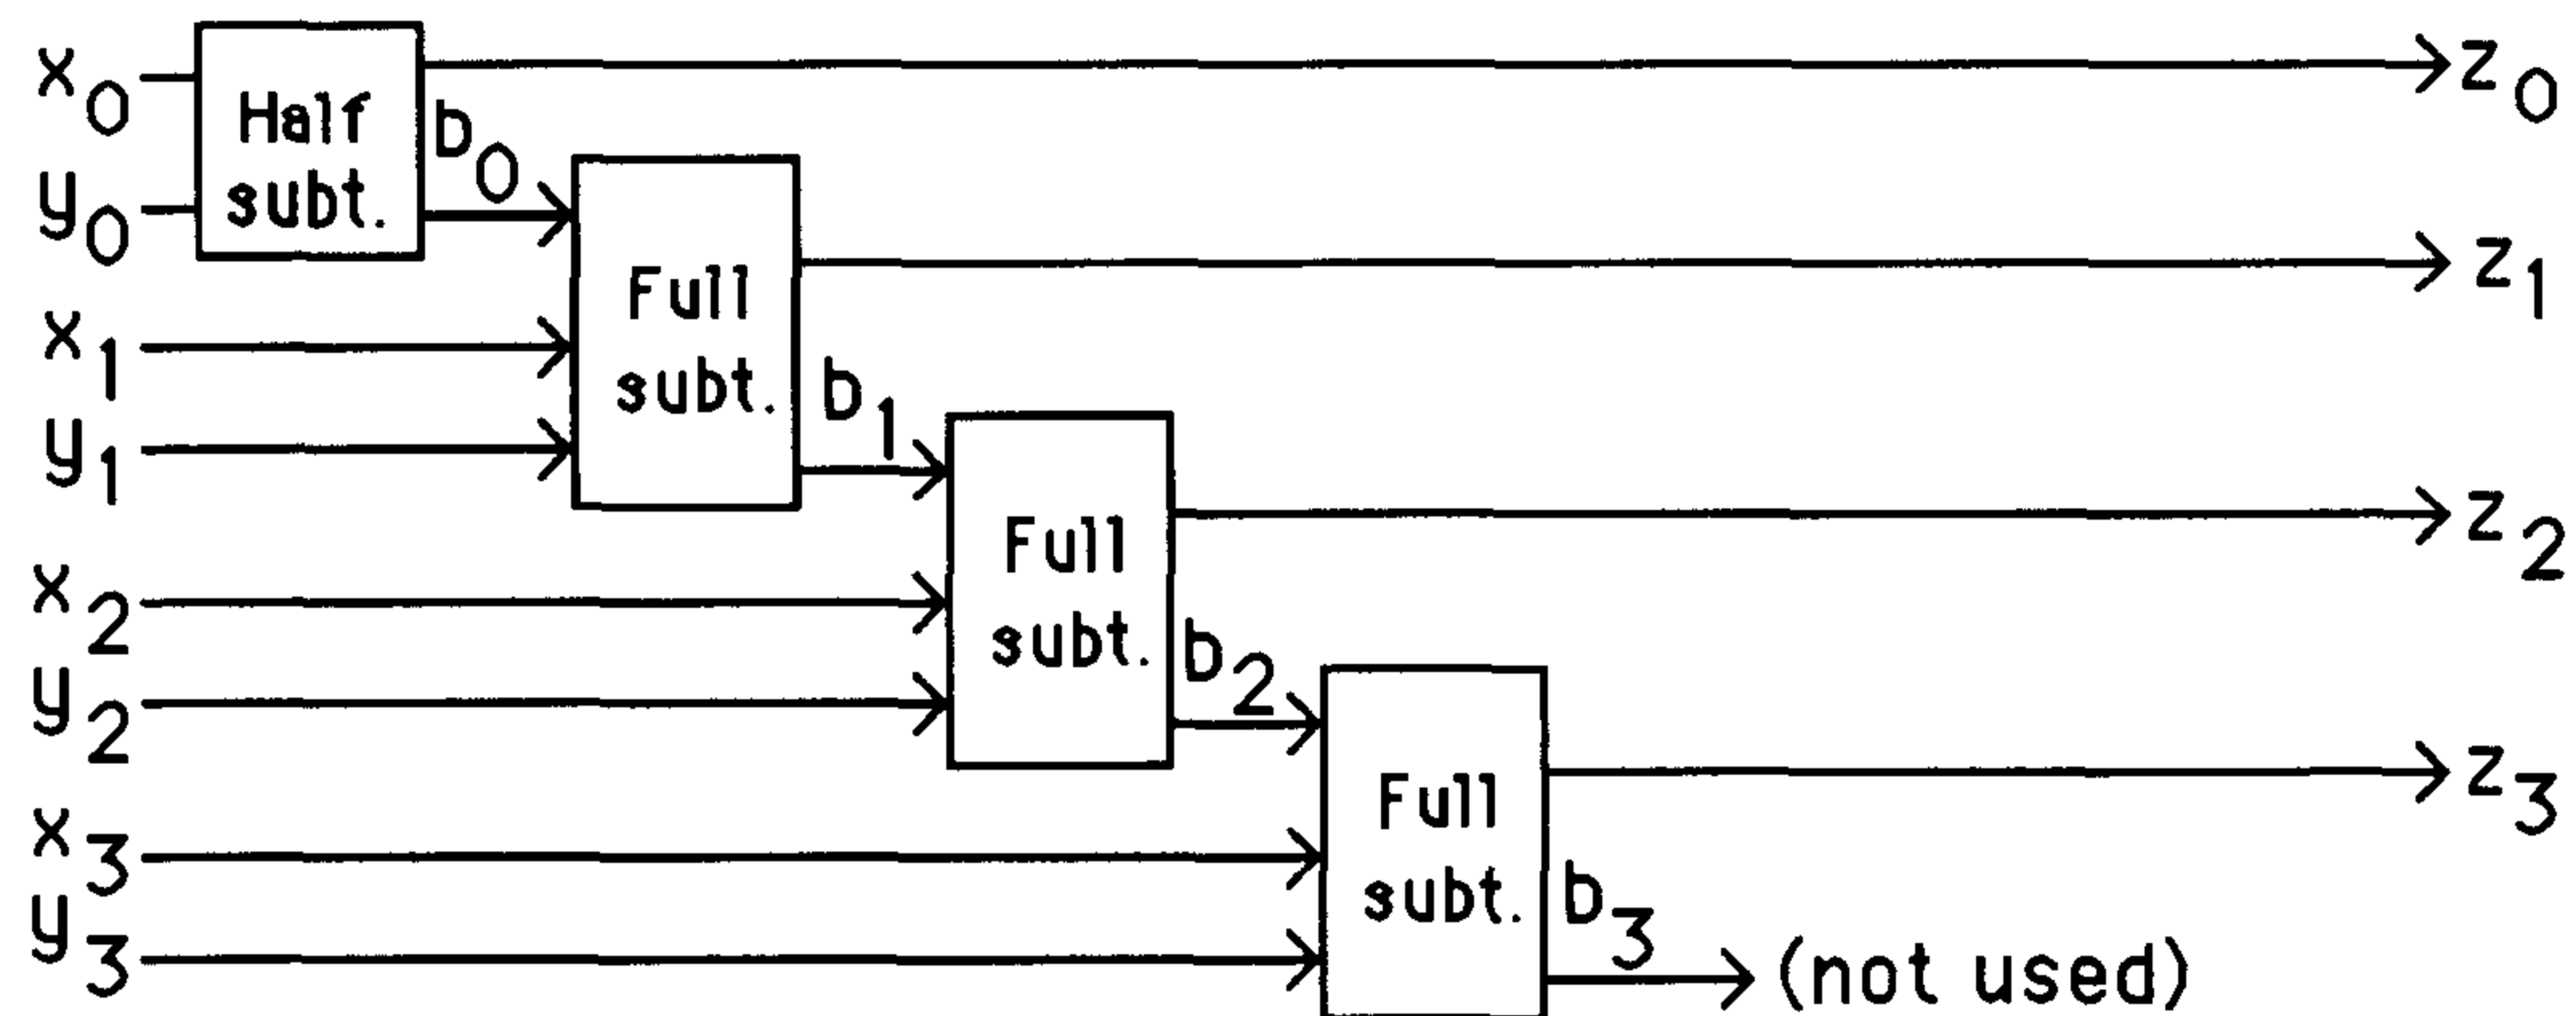 x0
z0
Half
subt.
b0
y0
Full
subt.
z1
x1
b1
y1
Full
subt.
z2
x2
b2
y2
Full
subt.
z3
x3
b3
y3
(not used)